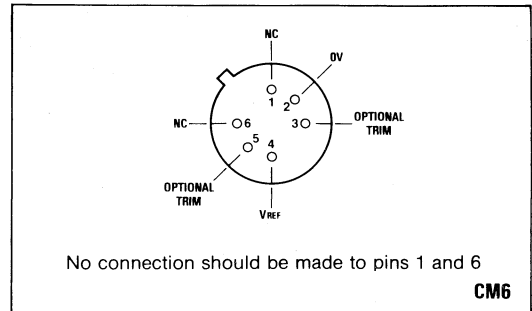 NC
0V
1
2
NC
6
3
OPTIONAL
TRIM
5
4
OPTIONAL
TRIM
VREF
No connection should be made to pins 1 and 6
CM6